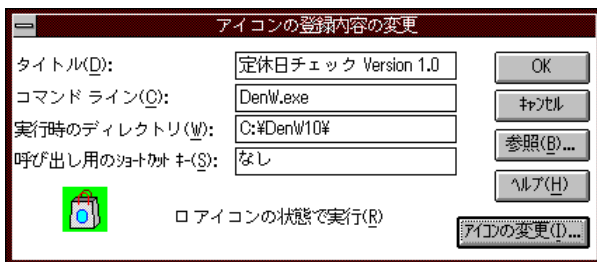 アイコンの登録内容の変更
タイトル(D): 定休日チェック Version 1.0 OK
コマンド ライン(C): DenW.exe ｷｬﾝｾﾙ
実行時のディレクトリ(W): C:¥DenW10¥ 参照(B)...
呼び出し用のｼｮｰﾄｶｯﾄ ｷｰ(S): なし ﾍﾙﾌﾟ(H)
アイコンの状態で実行(R) ｱｲｺﾝの変更(I)...